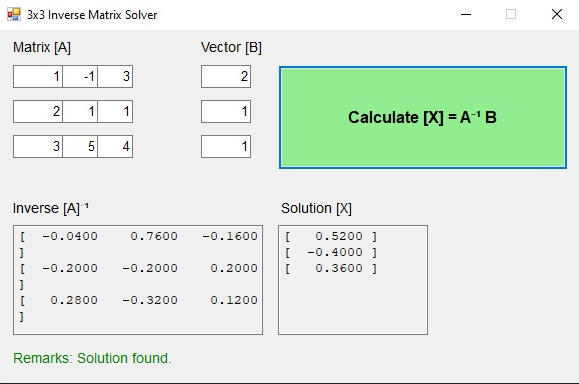 3x3 Inverse Matrix Solver
Matrix [A] Vector [B]
1 -1 3 2
2 1 1 1
3 5 4 1
Calculate [X] = A⁻¹ B
Inverse [A]⁻¹ Solution [X]
[ -0.0400 0.7600 -0.1600
]
[ -0.2000 -0.2000 0.2000
]
[ 0.2800 -0.3200 0.1200
]
[ 0.5200 ]
[ -0.4000 ]
[ 0.3600 ]
Remarks: Solution found.